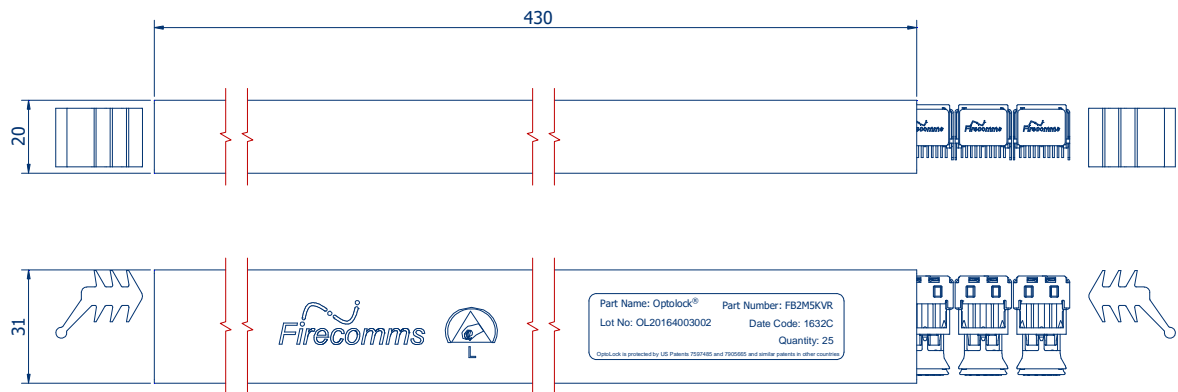 430
20
Firecomms Firecomms Firecomms
31
Firecomms
L
Part Name: Optolock® Part Number: FB2M5KVR
Lot No: OL20164003002 Date Code: 1632C
Quantity: 25
OptoLock is protected by US Patents 7597485 and 7905665 and similar patents in other countries